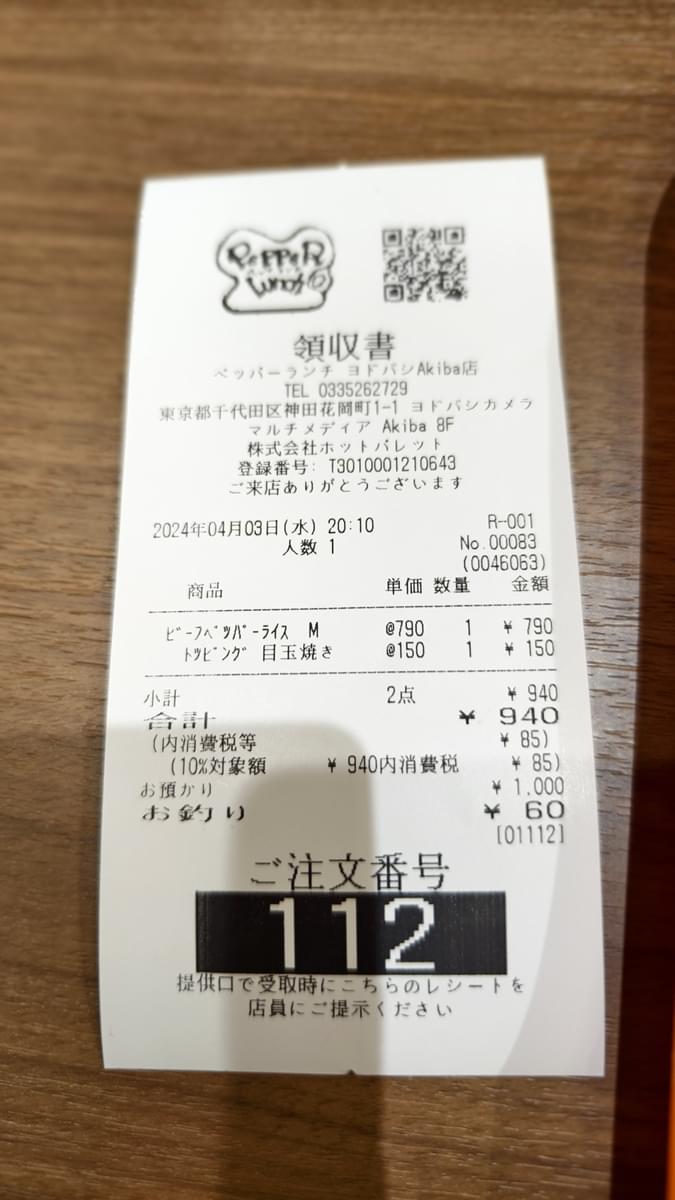 PePPeR
Lunch
領収書
ペッパーランチ ヨドバシAkiba店
TEL 0335262729
東京都千代田区神田花岡町1-1 ヨドバシカメラ
マルチメディア Akiba 8F
株式会社ホットパレット
登録番号: T3010001210643
ご来店ありがとうございます
2024年04月03日(水) 20:10 R-001
人数 1 No.00083
(0046063)
商品 単価 数量 金額
ビーフペッパーライス M @790 1 ¥ 790
トッピング 目玉焼き @150 1 ¥ 150
小計 2点 ¥ 940
合計 ¥ 940
(内消費税等 ¥ 85)
(10%対象額 ¥ 940内消費税 ¥ 85)
お預かり ¥ 1,000
お釣り ¥ 60
[01112]
ご注文番号
112
提供口で受取時にこちらのレシートを
店員にご提示ください